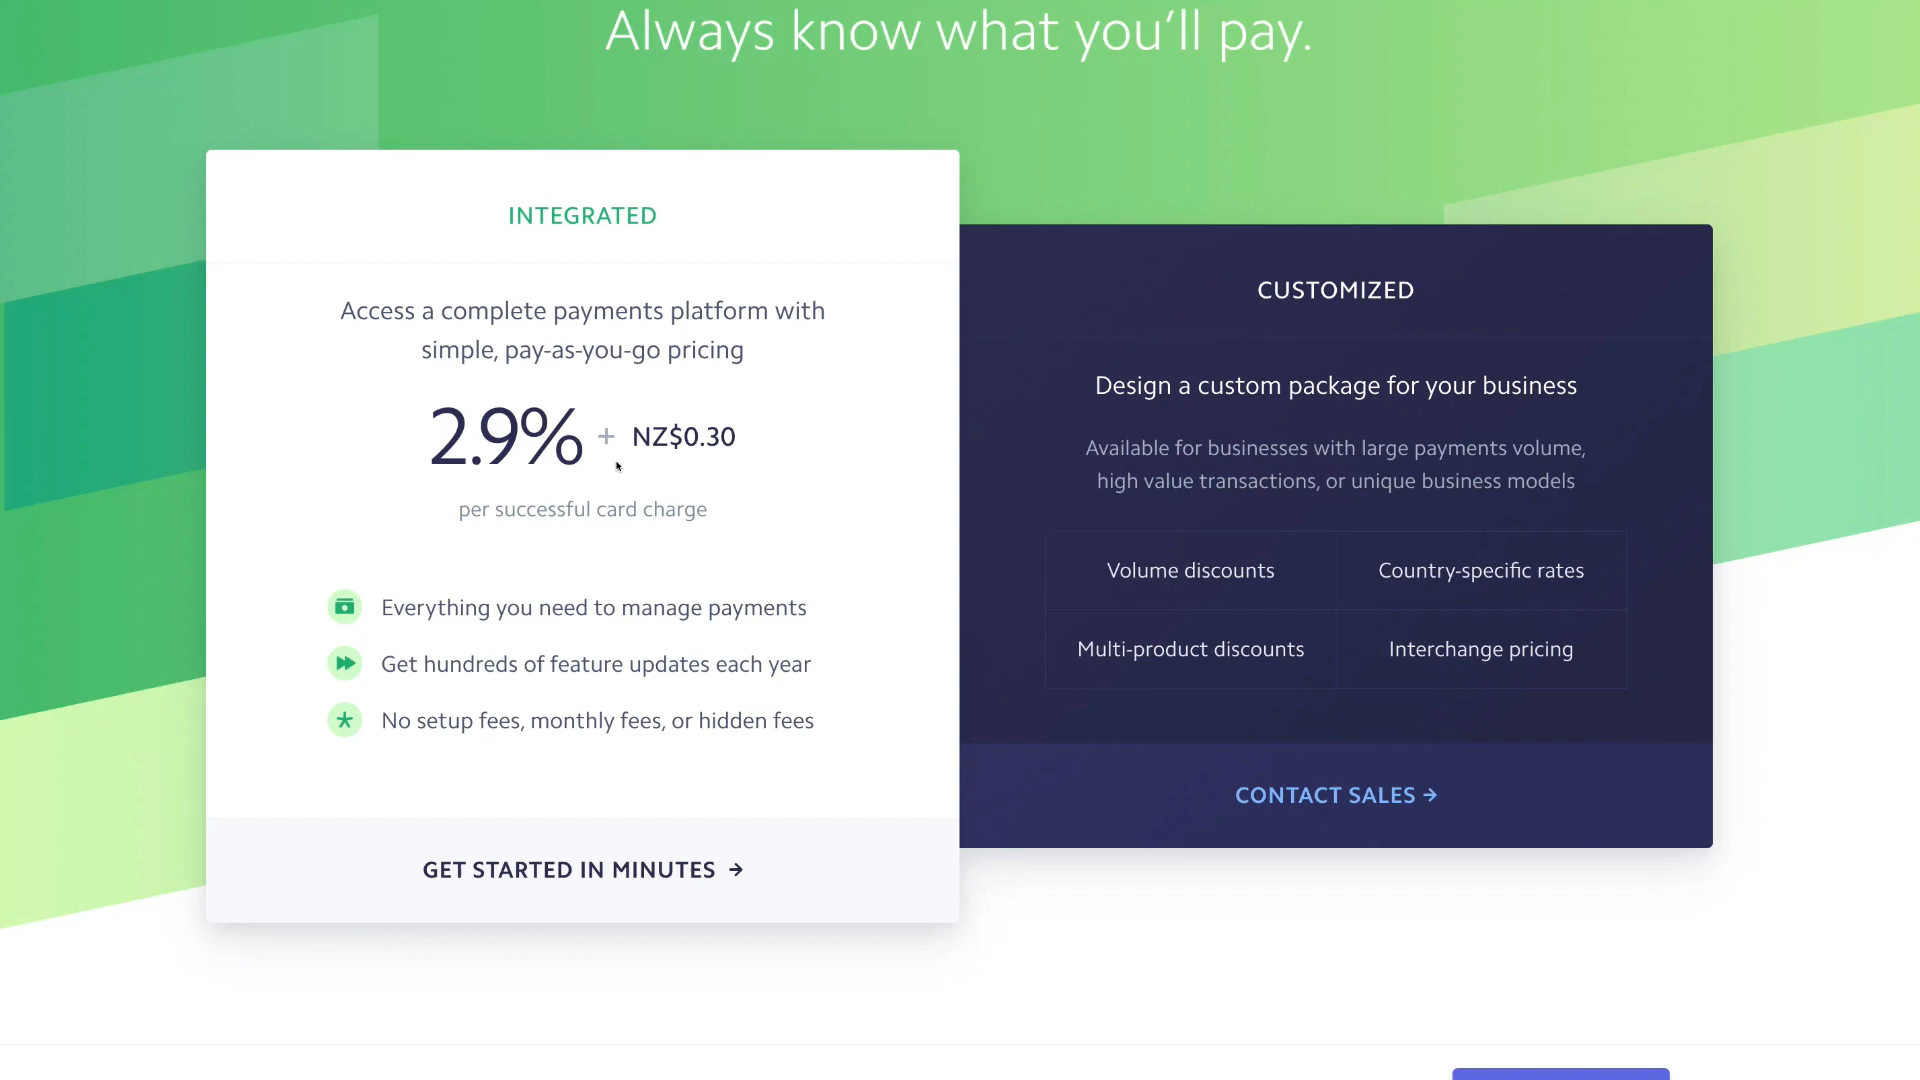 Always know what you'll pay.
INTEGRATED
Access a complete payments platform with
simple, pay-as-you-go pricing
2.9% + NZ$0.30
per successful card charge
Everything you need to manage payments
Get hundreds of feature updates each year
No setup fees, monthly fees, or hidden fees
GET STARTED IN MINUTES →
CUSTOMIZED
Design a custom package for your business
Available for businesses with large payments volume,
high value transactions, or unique business models
Volume discounts
Country-specific rates
Multi-product discounts
Interchange pricing
CONTACT SALES →